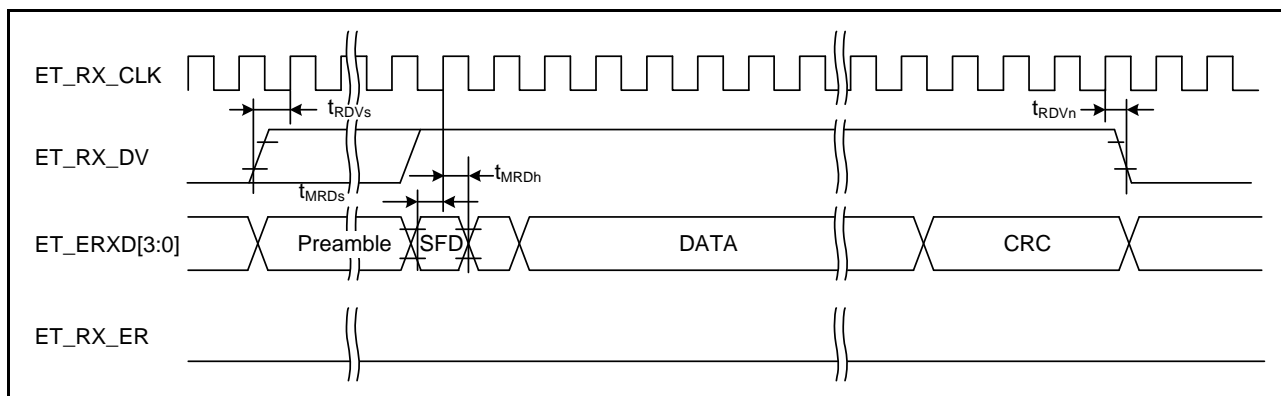 ET_RX_CLK
tRDVs
tRDVn
ET_RX_DV
tMRDh
tMRDs
ET_ERXD[3:0]
Preamble
SFD
DATA
CRC
ET_RX_ER